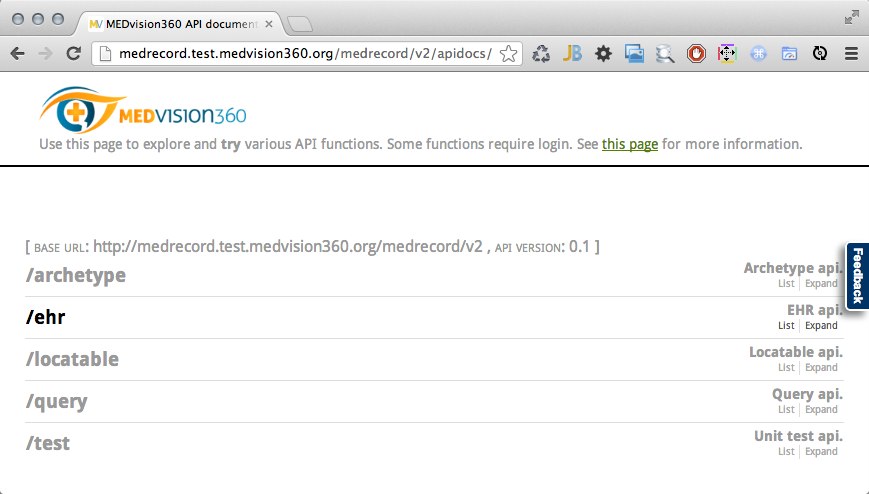 MEDvision360 API document
medrecord.test.medvision360.org/medrecord/v2/apidocs/
MEDVISION360
Use this page to explore and try various API functions. Some functions require login. See this page for more information.
[ BASE URL: http://medrecord.test.medvision360.org/medrecord/v2 , API VERSION: 0.1 ]
/archetype
Archetype api.
List | Expand
/ehr
EHR api.
List | Expand
/locatable
Locatable api.
List | Expand
/query
Query api.
List | Expand
/test
Unit test api.
List | Expand
Feedback